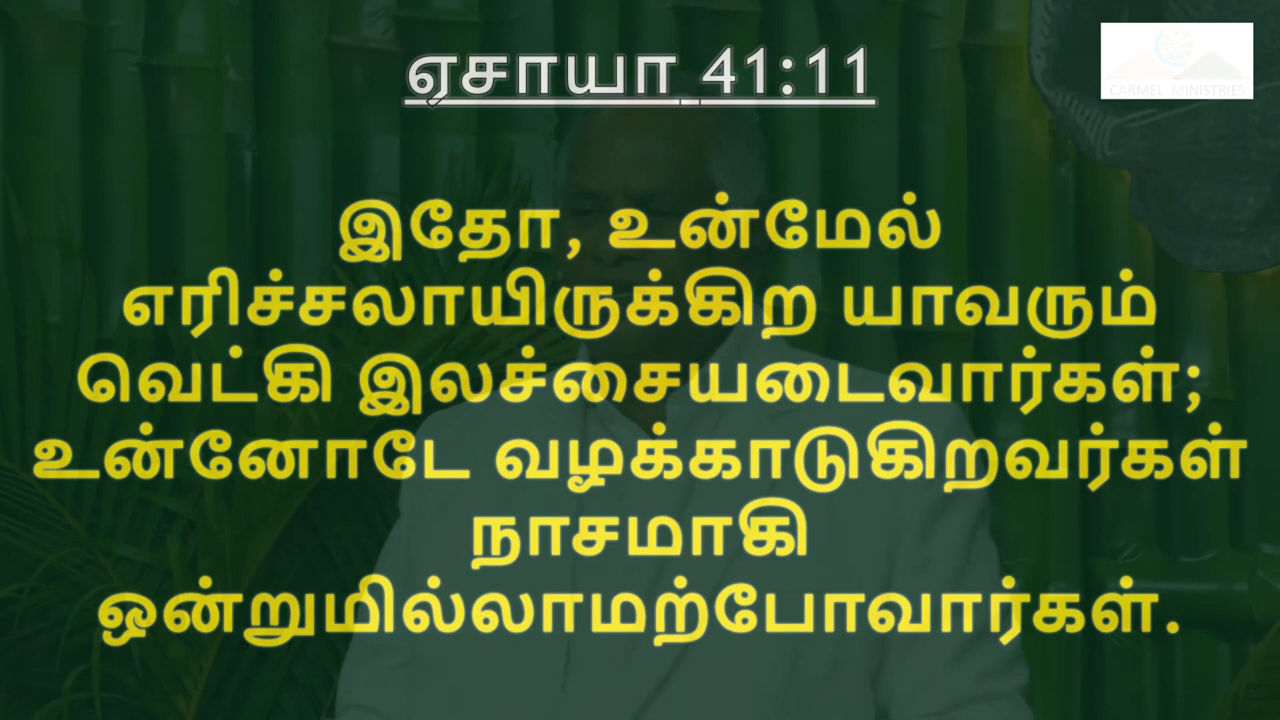 ஏசாயா 41:11
CARMEL MINISTRIES
இதோ, உன்மேல்
எரிச்சலாயிருக்கிற யாவரும்
வெட்கி இலச்சையடைவார்கள்;
உன்னோடே வழக்காடுகிறவர்கள்
நாசமாகி
ஒன்றுமில்லாமற்போவார்கள்.